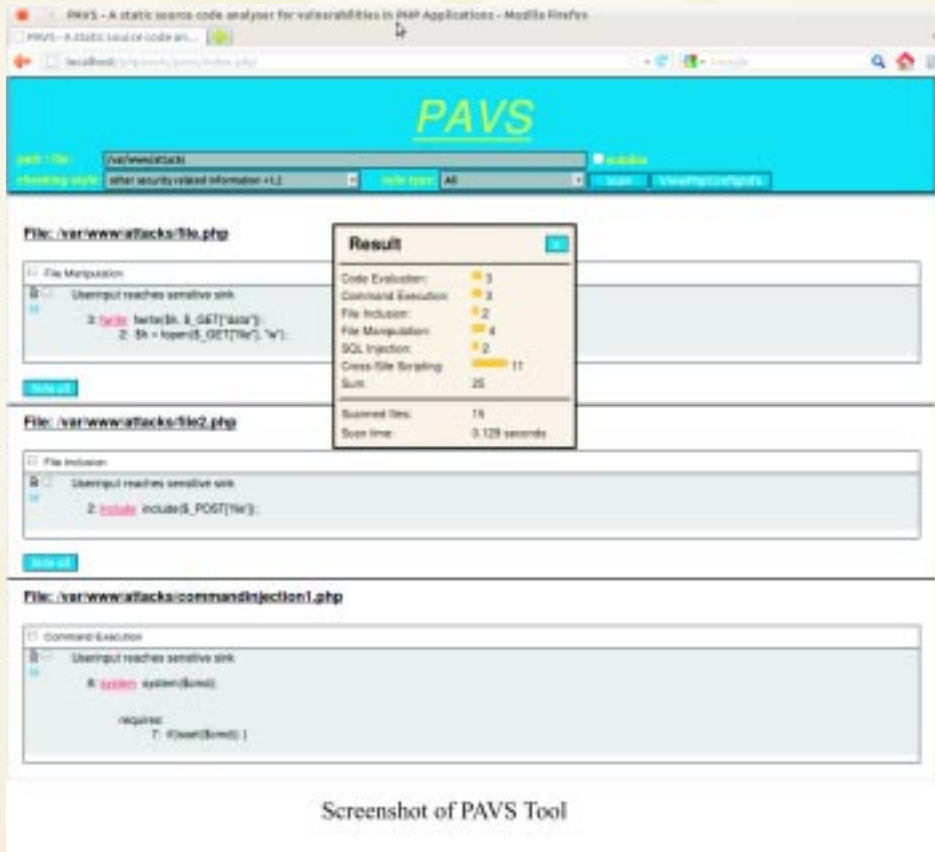 PAVS - A static source code analyser for vulnerabilities in PHP Applications - Mozilla Firefox
PAVS - A static source code an...
localhost
PAVS
path / file: /var/www/attacks subdirs
other security related information +1,2 All scan
File: /var/www/attacks/file.php
File Manipulation
Userinput reaches sensitive sink
3: fwrite fwrite($h, $_GET["data"]);
2: $h = fopen($_GET["file"], "w");
hide all
File: /var/www/attacks/file2.php
File Inclusion
Userinput reaches sensitive sink
2: include include($_POST['file']);
hide all
File: /var/www/attacks/commandinjection1.php
Command Execution
Userinput reaches sensitive sink
8: system system($cmd);
requires:
7: if(isset($cmd)) {
Result
Code Evaluation: 3
Command Execution: 3
File Inclusion: 2
File Manipulation: 4
SQL Injection: 2
Cross-Site Scripting: 11
Sum: 25
Scanned files:
Scan time: 0.129 seconds
Screenshot of PAVS Tool